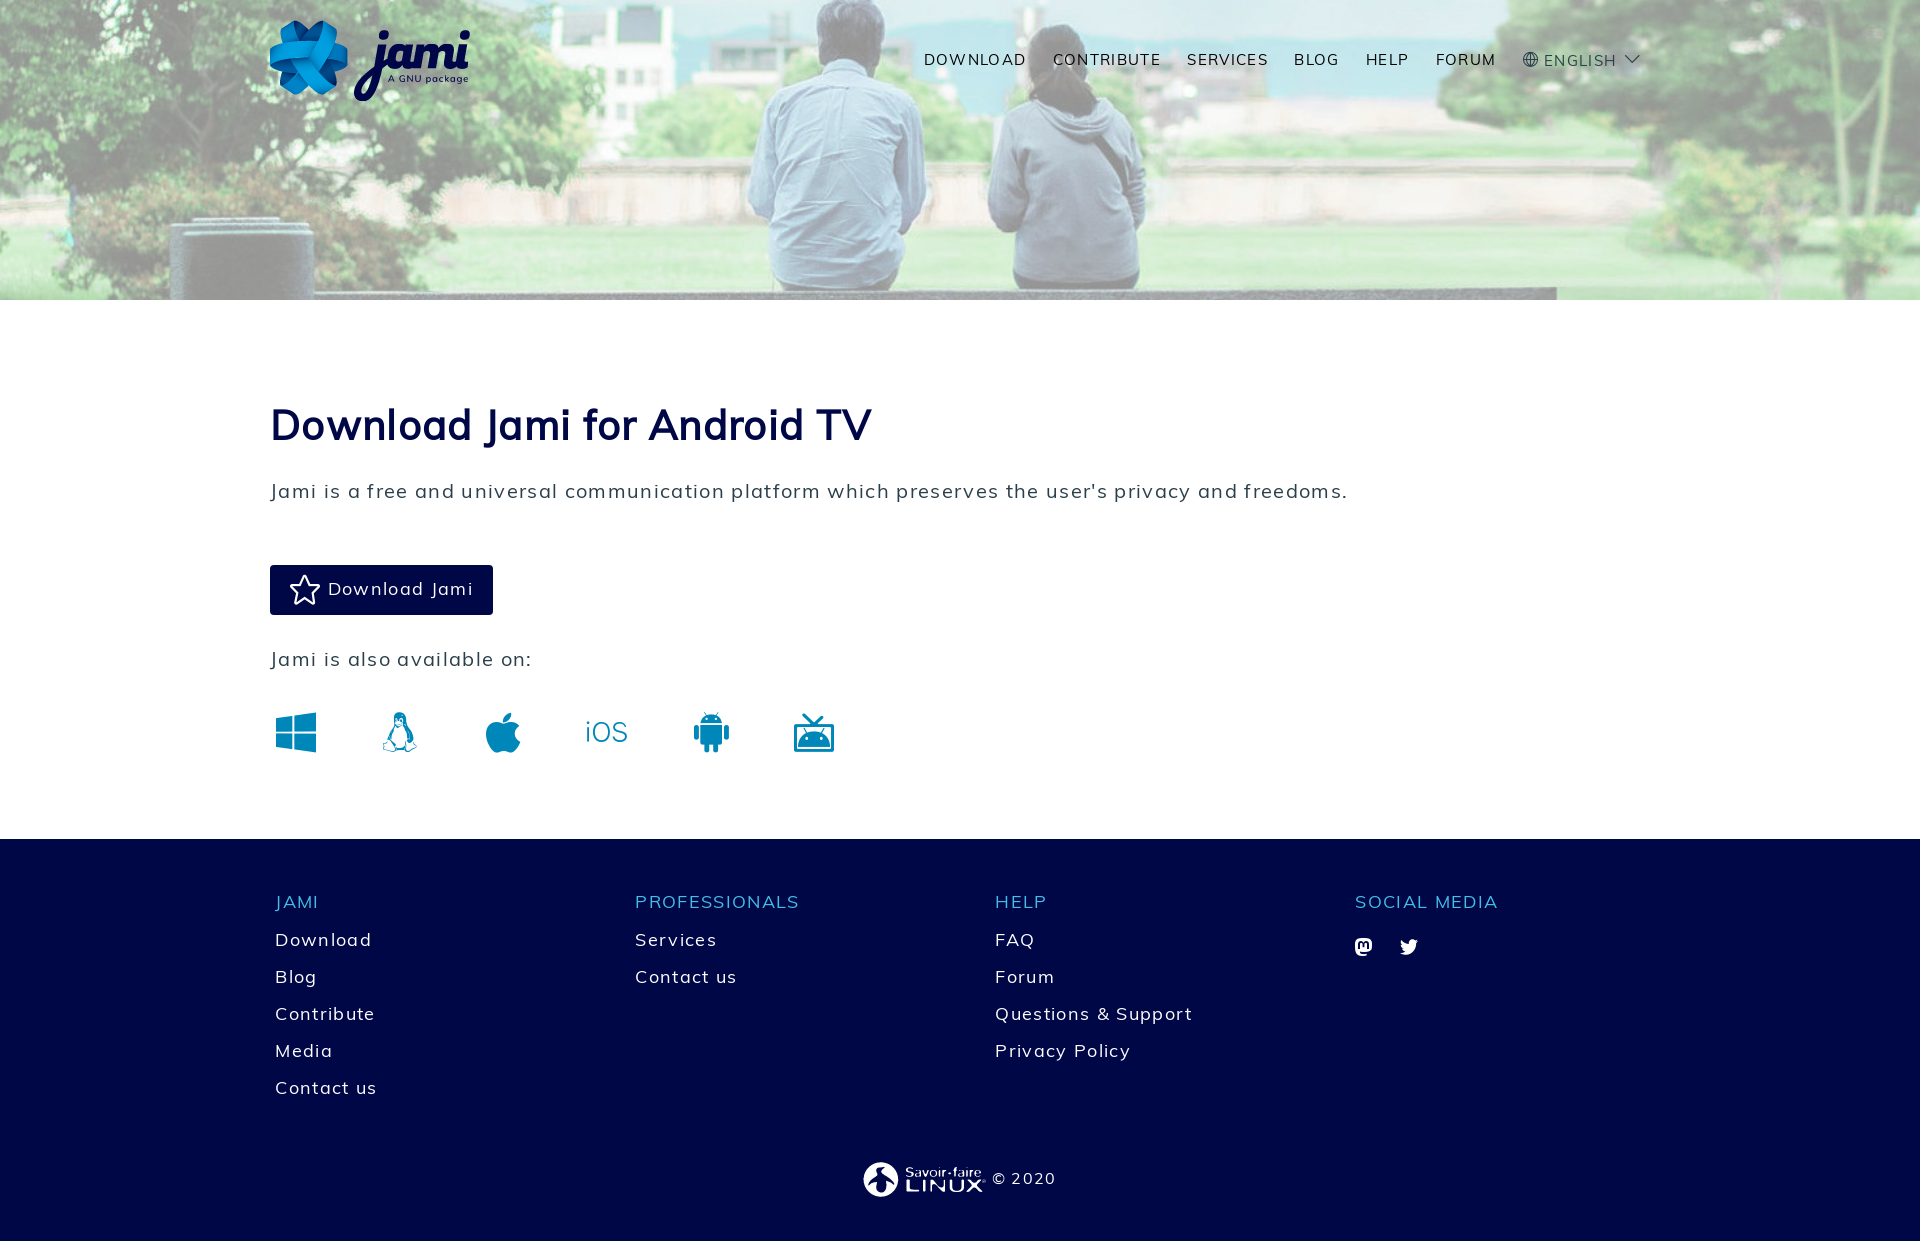 jami
A GNU package
DOWNLOAD CONTRIBUTE SERVICES BLOG HELP FORUM ENGLISH
Download Jami for Android TV
Jami is a free and universal communication platform which preserves the user's privacy and freedoms.
Download Jami
Jami is also available on:
iOS
JAMI
Download
Blog
Contribute
Media
Contact us
PROFESSIONALS
Services
Contact us
HELP
FAQ
Forum
Questions & Support
Privacy Policy
SOCIAL MEDIA
Savoir-faire
LINUX
© 2020